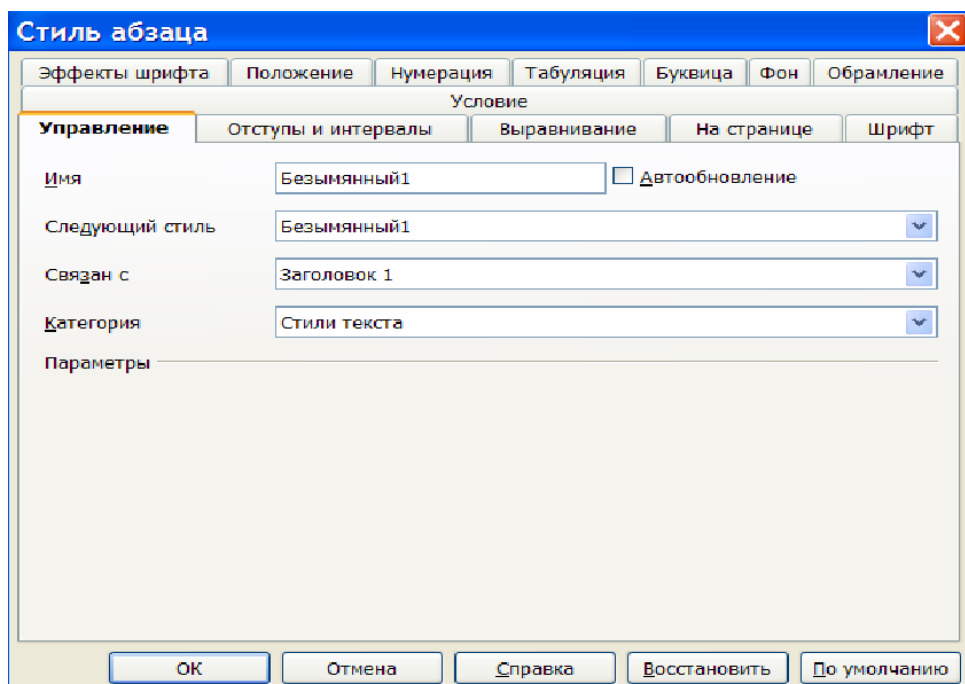 Стиль абзаца
Эффекты шрифта Положение Нумерация Табуляция Буквица Фон Обрамление
Условие
Управление Отступы и интервалы Выравнивание На странице Шрифт
Имя Безымянный1 Автообновление
Следующий стиль Безымянный1
Связан с Заголовок 1
Категория Стили текста
Параметры
ОК Отмена Справка Восстановить По умолчанию